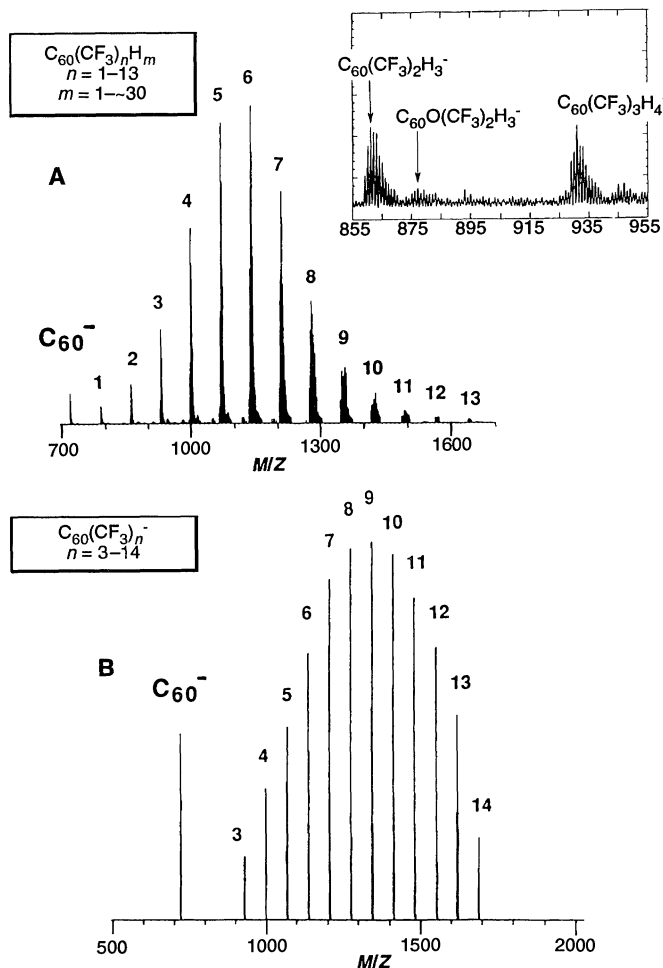 C₆₀(CF₃)ₙHₘ
n = 1–13
m = 1–~30
A
C₆₀⁻
1
2
3
4
5
6
7
8
9
10
11
12
13
700
1000
1300
1600
M/Z
C₆₀(CF₃)₂H₃⁻
C₆₀O(CF₃)₂H₃⁻
C₆₀(CF₃)₃H₄
855
875
895
915
935
955
C₆₀(CF₃)ₙ⁻
n = 3–14
B
C₆₀⁻
3
4
5
6
7
8
9
10
11
12
13
14
500
1000
1500
2000
M/Z